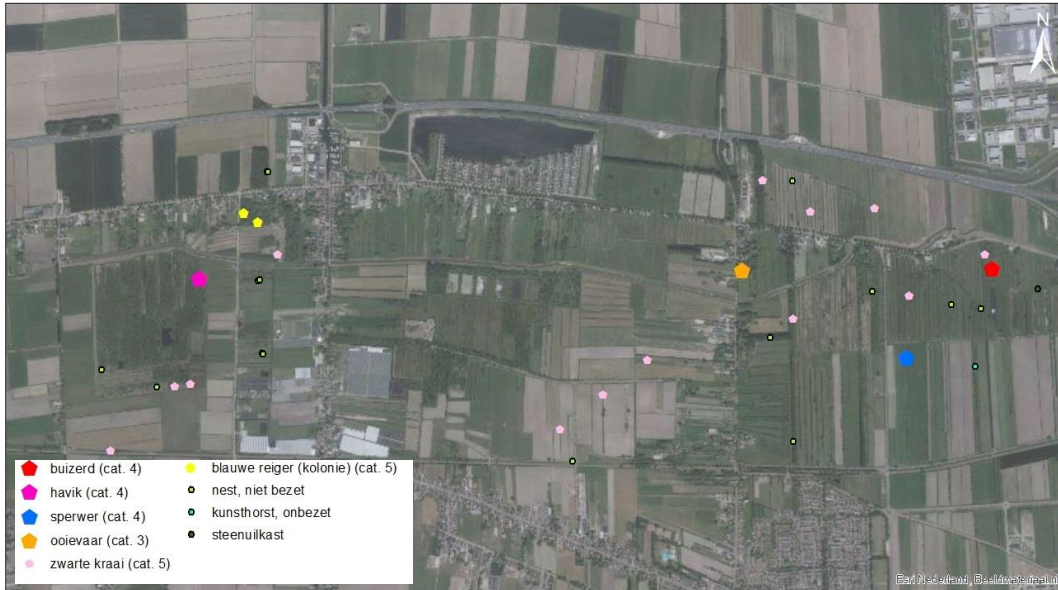 N
buizerd (cat. 4)
havik (cat. 4)
sperwer (cat. 4)
ooievaar (cat. 3)
zwarte kraai (cat. 5)
blauwe reiger (kolonie) (cat. 5)
nest, niet bezet
kunsthorst, onbezet
steenuilkast
Esri Nederland, Beeldmateriaal.n